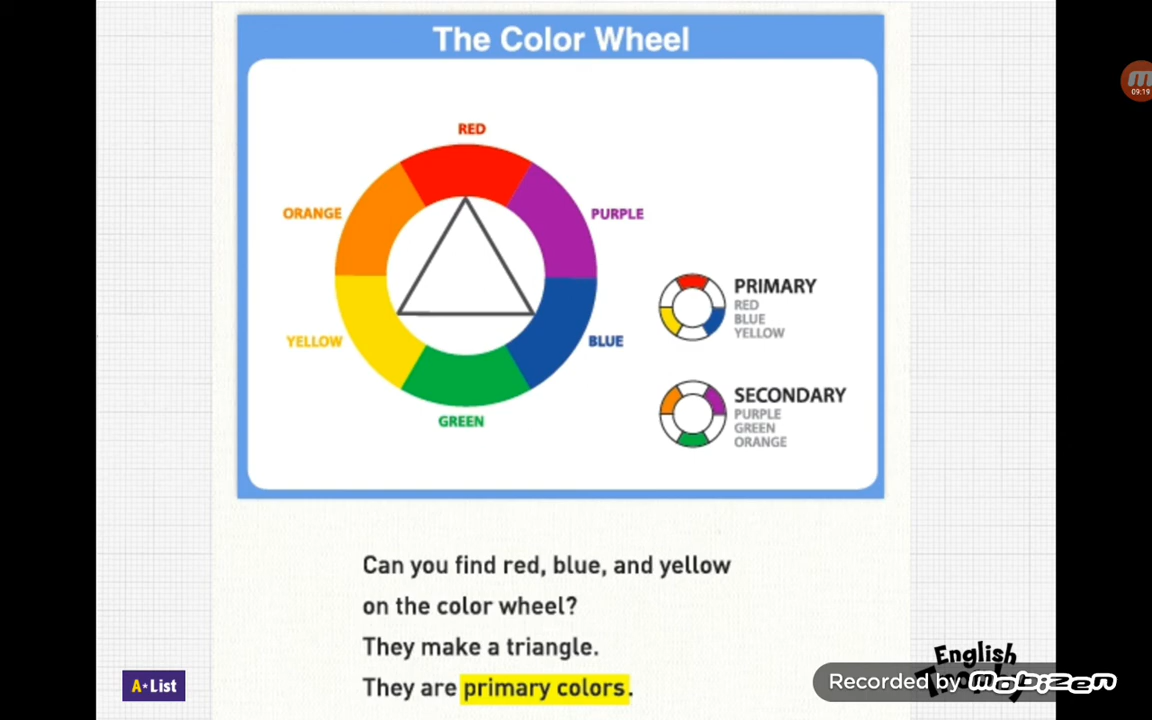 The Color Wheel
RED
ORANGE
PURPLE
YELLOW
BLUE
GREEN
PRIMARY
RED
BLUE
YELLOW
SECONDARY
PURPLE
GREEN
ORANGE
Can you find red, blue, and yellow
on the color wheel?
They make a triangle.
They are primary colors.
A★List
English
Recorded by Mobizen
09:19